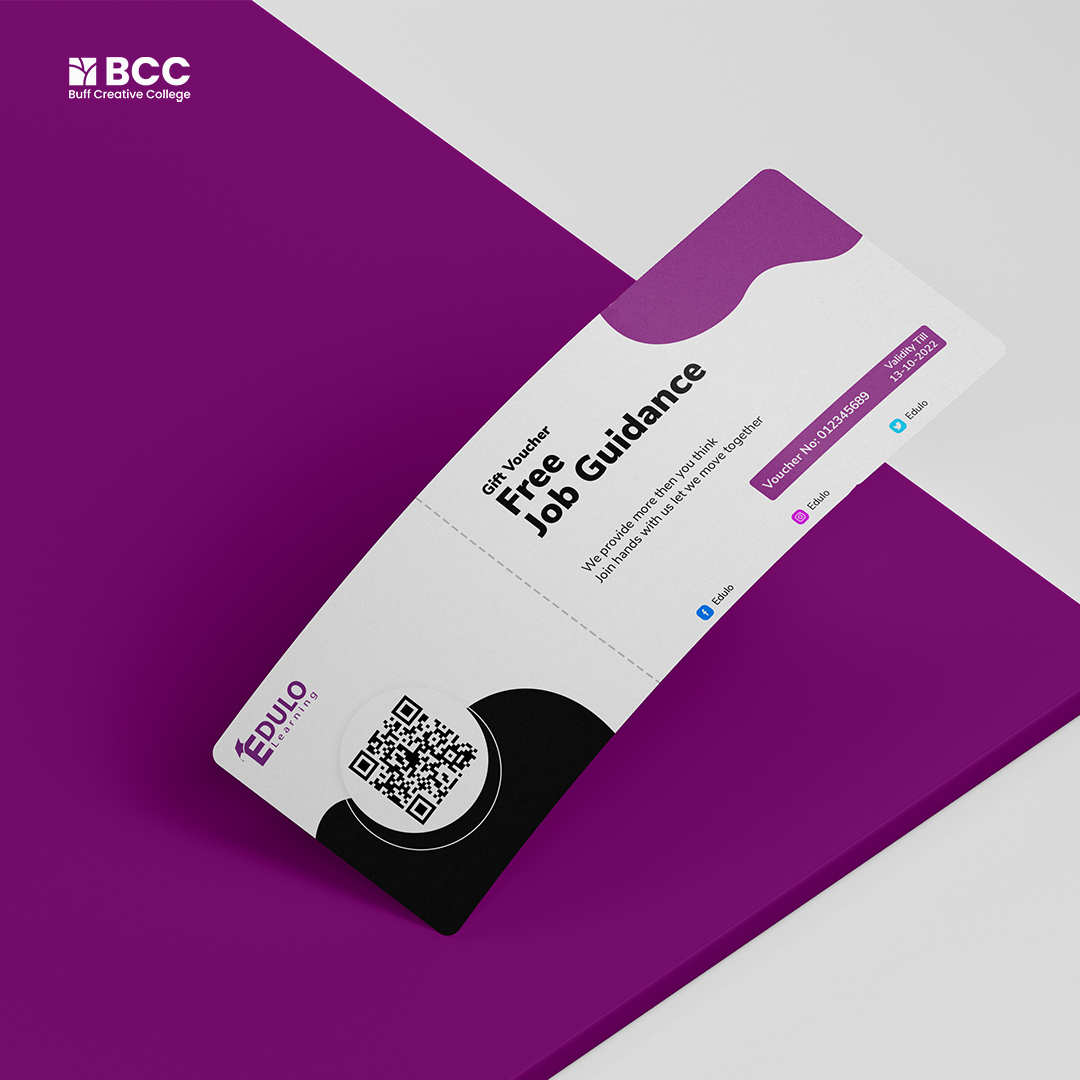 BCC
Buff Creative College
Gift Voucher
Free
Job Guidance
We provide more then you think
Join hands with us let we move together
Voucher No: 012345689
Validity Till
13-10-2022
Edulo
Edulo
Edulo
EDULO
Learning